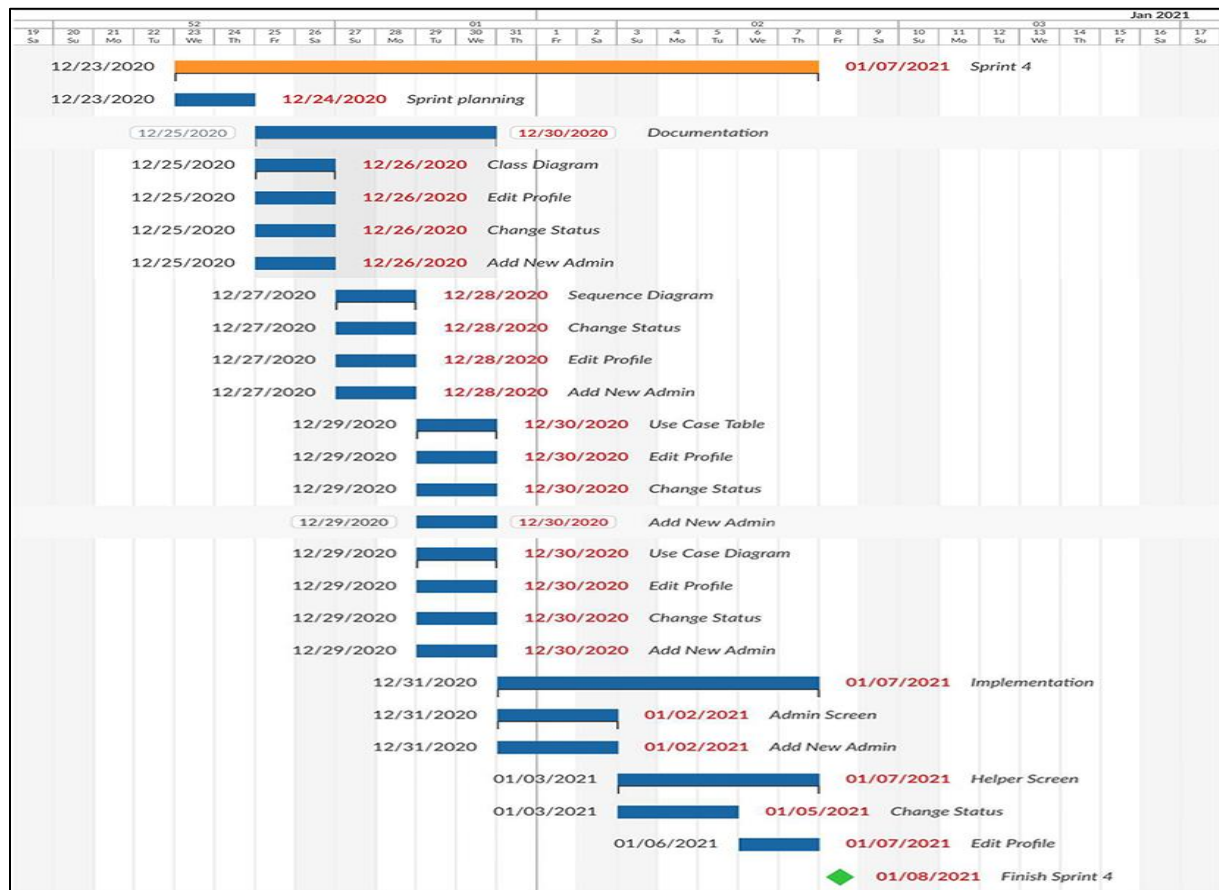 Jan 2021
52 01 02 03
19 20 21 22 23 24 25 26 27 28 29 30 31 1 2 3 4 5 6 7 8 9 10 11 12 13 14 15 16 17
Sa Su Mo Tu We Th Fr Sa Su Mo Tu We Th Fr Sa Su Mo Tu We Th Fr Sa Su Mo Tu We Th Fr Sa Su
12/23/2020 01/07/2021 Sprint 4
12/23/2020 12/24/2020 Sprint planning
12/25/2020 12/30/2020 Documentation
12/25/2020 12/26/2020 Class Diagram
12/25/2020 12/26/2020 Edit Profile
12/25/2020 12/26/2020 Change Status
12/25/2020 12/26/2020 Add New Admin
12/27/2020 12/28/2020 Sequence Diagram
12/27/2020 12/28/2020 Change Status
12/27/2020 12/28/2020 Edit Profile
12/27/2020 12/28/2020 Add New Admin
12/29/2020 12/30/2020 Use Case Table
12/29/2020 12/30/2020 Edit Profile
12/29/2020 12/30/2020 Change Status
12/29/2020 12/30/2020 Add New Admin
12/29/2020 12/30/2020 Use Case Diagram
12/29/2020 12/30/2020 Edit Profile
12/29/2020 12/30/2020 Change Status
12/29/2020 12/30/2020 Add New Admin
12/31/2020 01/07/2021 Implementation
12/31/2020 01/02/2021 Admin Screen
12/31/2020 01/02/2021 Add New Admin
01/03/2021 01/07/2021 Helper Screen
01/03/2021 01/05/2021 Change Status
01/06/2021 01/07/2021 Edit Profile
01/08/2021 Finish Sprint 4